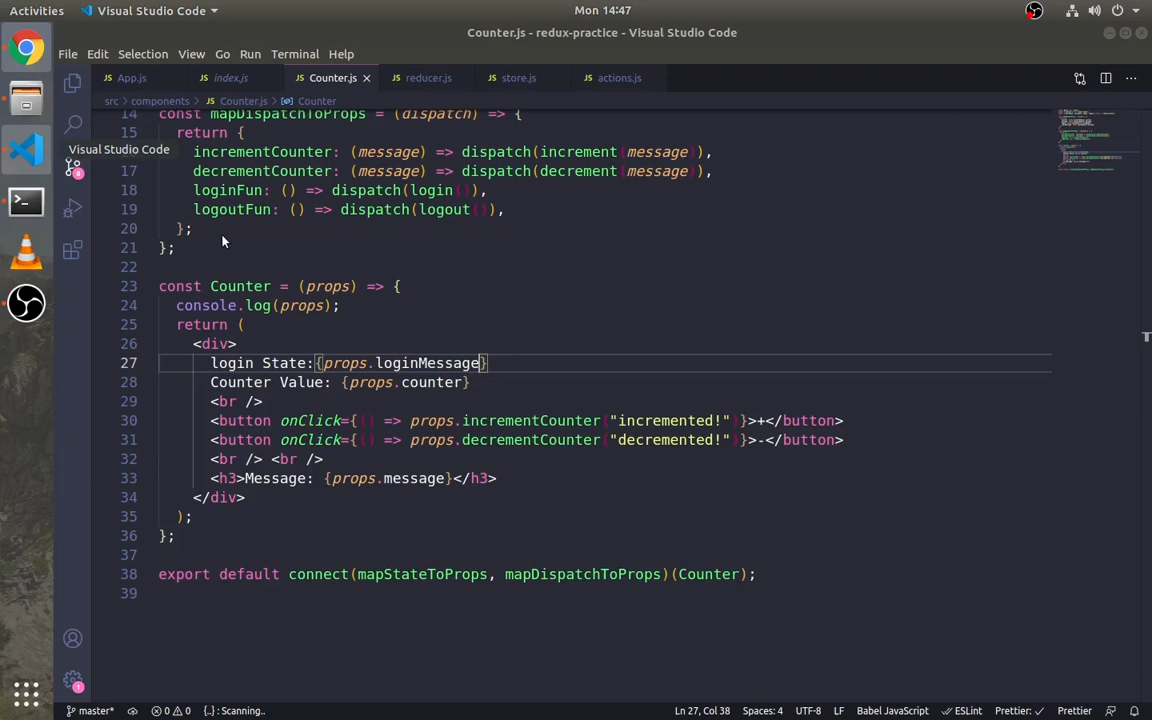 Activities Visual Studio Code Mon 14:47
Counter.js - redux-practice - Visual Studio Code
File Edit Selection View Go Run Terminal Help
App.js index.js Counter.js reducer.js store.js actions.js
src > components > Counter.js > Counter
14 const mapDispatchToProps = (dispatch) => {
15 return {
Visual Studio Code
incrementCounter: (message) => dispatch(increment(message)),
17 decrementCounter: (message) => dispatch(decrement(message)),
18 loginFun: () => dispatch(login()),
19 logoutFun: () => dispatch(logout()),
20 };
21 };
22
23 const Counter = (props) => {
24 console.log(props);
25 return (
26 <div>
27 login State:{props.loginMessage}
28 Counter Value: {props.counter}
29 <br />
30 <button onClick={() => props.incrementCounter("incremented!")}>+</button>
31 <button onClick={() => props.decrementCounter("decremented!")}>-</button>
32 <br /> <br />
33 <h3>Message: {props.message}</h3>
34 </div>
35 );
36 };
37
38 export default connect(mapStateToProps, mapDispatchToProps)(Counter);
39
8
1
master* 0 0 {..}: Scanning.. Ln 27, Col 38 Spaces: 4 UTF-8 LF Babel JavaScript ESLint Prettier: Prettier